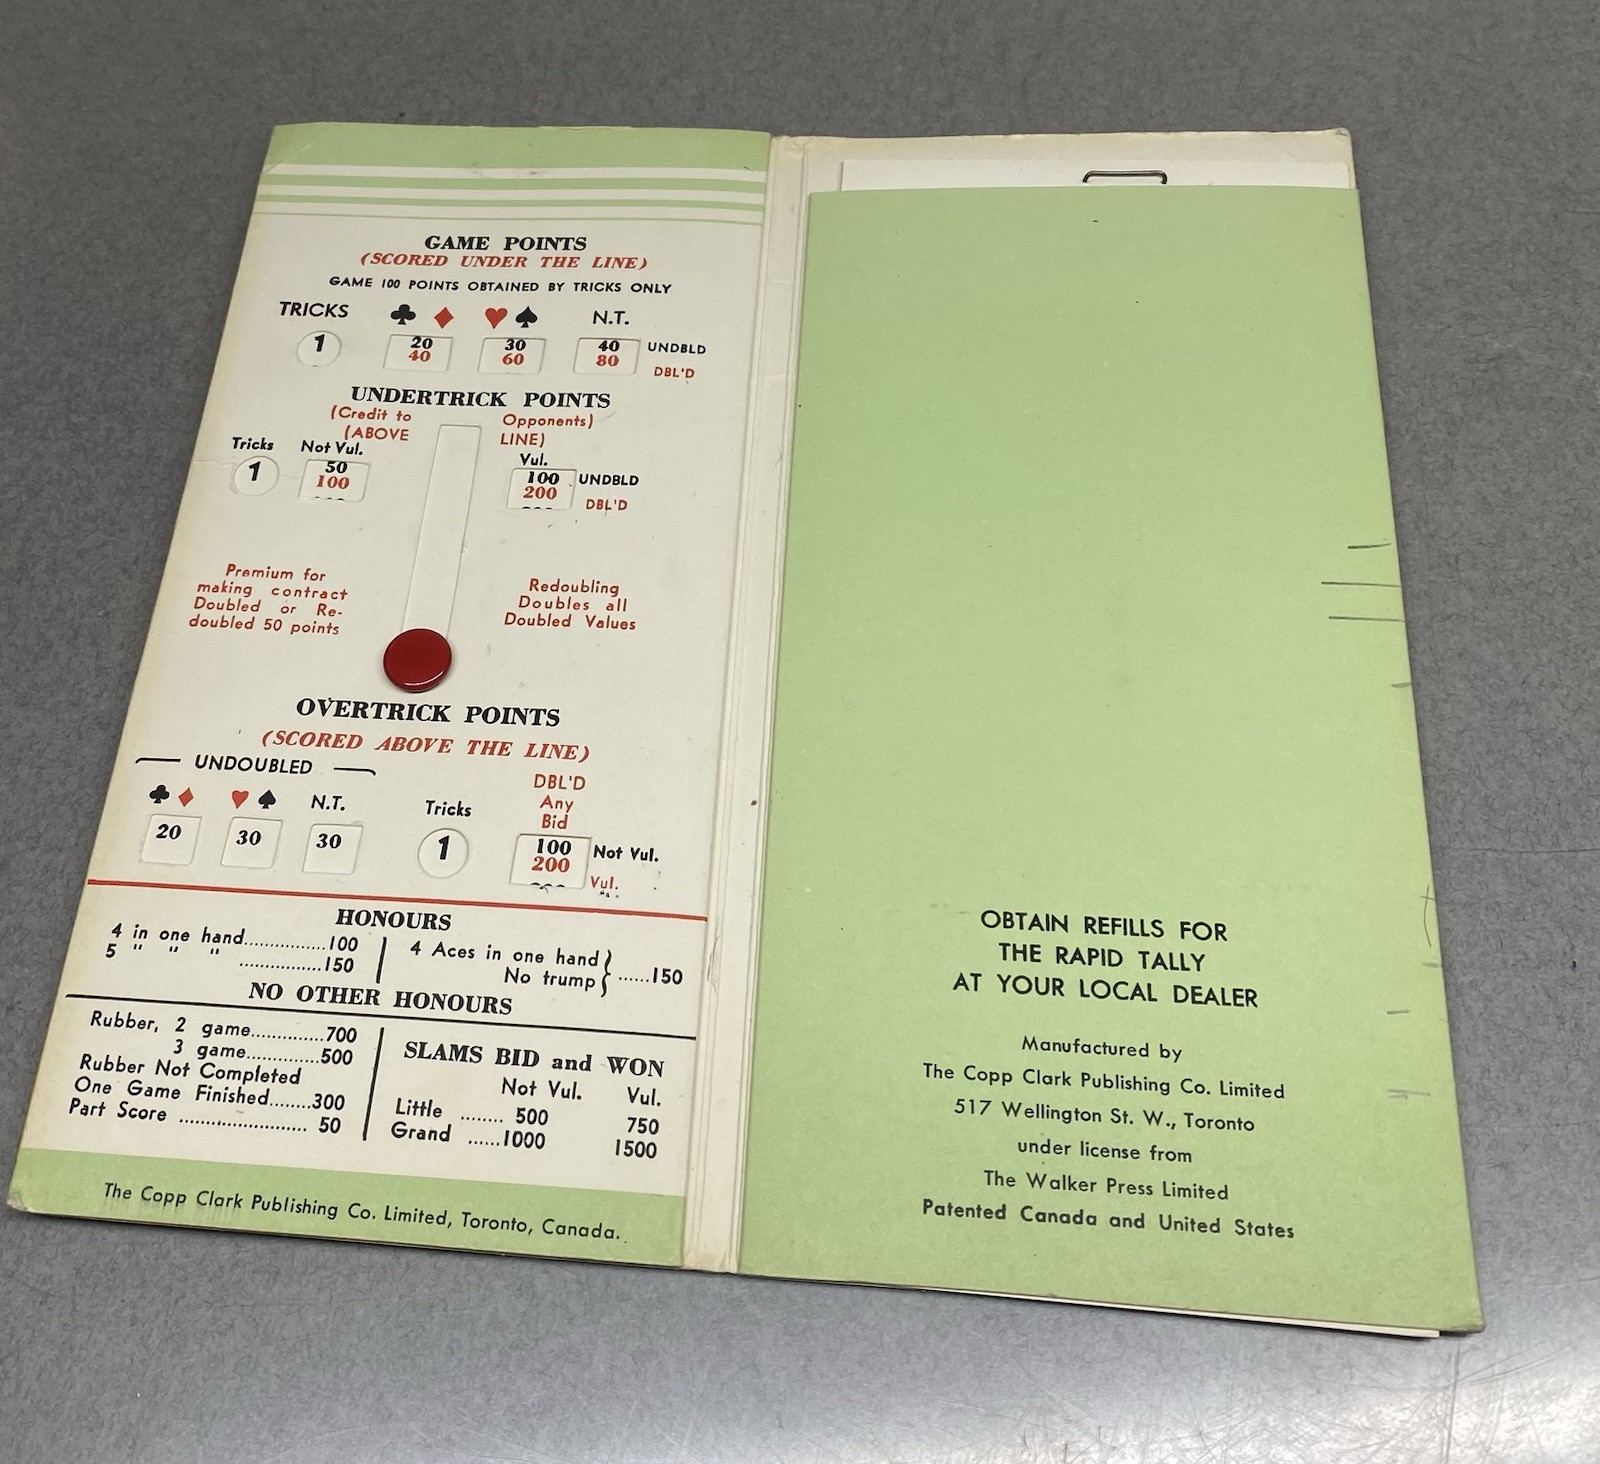 GAME POINTS
(SCORED UNDER THE LINE)
GAME 100 POINTS OBTAINED BY TRICKS ONLY
TRICKS ♣ ♦ ♥ ♠ N.T.
1 20 30 40 UNDBLD
40 60 80 DBL'D
UNDERTRICK POINTS
(Credit to Opponents)
(ABOVE LINE)
Tricks Not Vul. Vul.
1 50 100 UNDBLD
100 200 DBL'D
Premium for
making contract
Doubled or Re-
doubled 50 points
Redoubling
Doubles all
Doubled Values
OVERTRICK POINTS
(SCORED ABOVE THE LINE)
UNDOUBLED
♣ ♦ ♥ ♠ N.T. Tricks
DBL'D
Any
Bid
20 30 30 1 100 Not Vul.
200 Vul.
HONOURS
4 in one hand...............100
5 " " " ................150
4 Aces in one hand}
No trump} ......150
NO OTHER HONOURS
Rubber, 2 game..............700
3 game.............500
Rubber Not Completed
One Game Finished........300
Part Score ........................ 50
SLAMS BID and WON
Not Vul. Vul.
Little ........ 500 750
Grand ......1000 1500
The Copp Clark Publishing Co. Limited, Toronto, Canada.
OBTAIN REFILLS FOR
THE RAPID TALLY
AT YOUR LOCAL DEALER
Manufactured by
The Copp Clark Publishing Co. Limited
517 Wellington St. W., Toronto
under license from
The Walker Press Limited
Patented Canada and United States